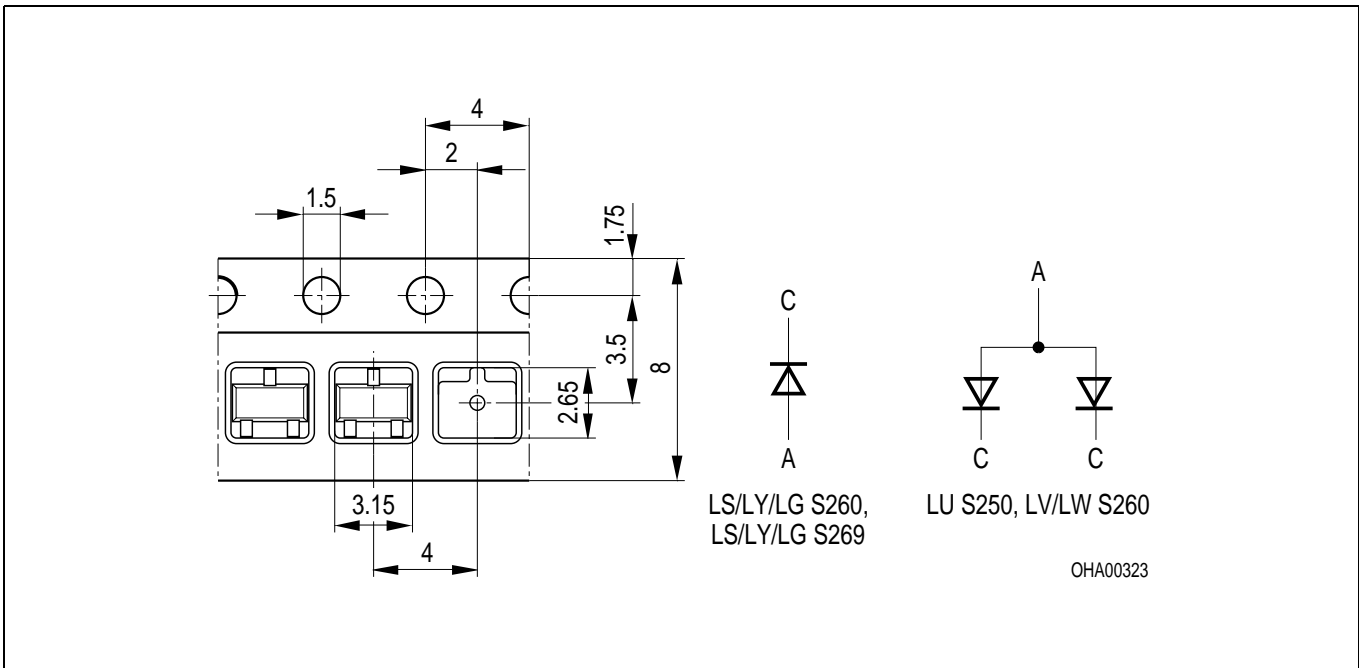 4
2
1.5
1.75
3.5
8
2.65
3.15
4
C
A
LS/LY/LG S260,
LS/LY/LG S269
A
C C
LU S250, LV/LW S260
OHA00323